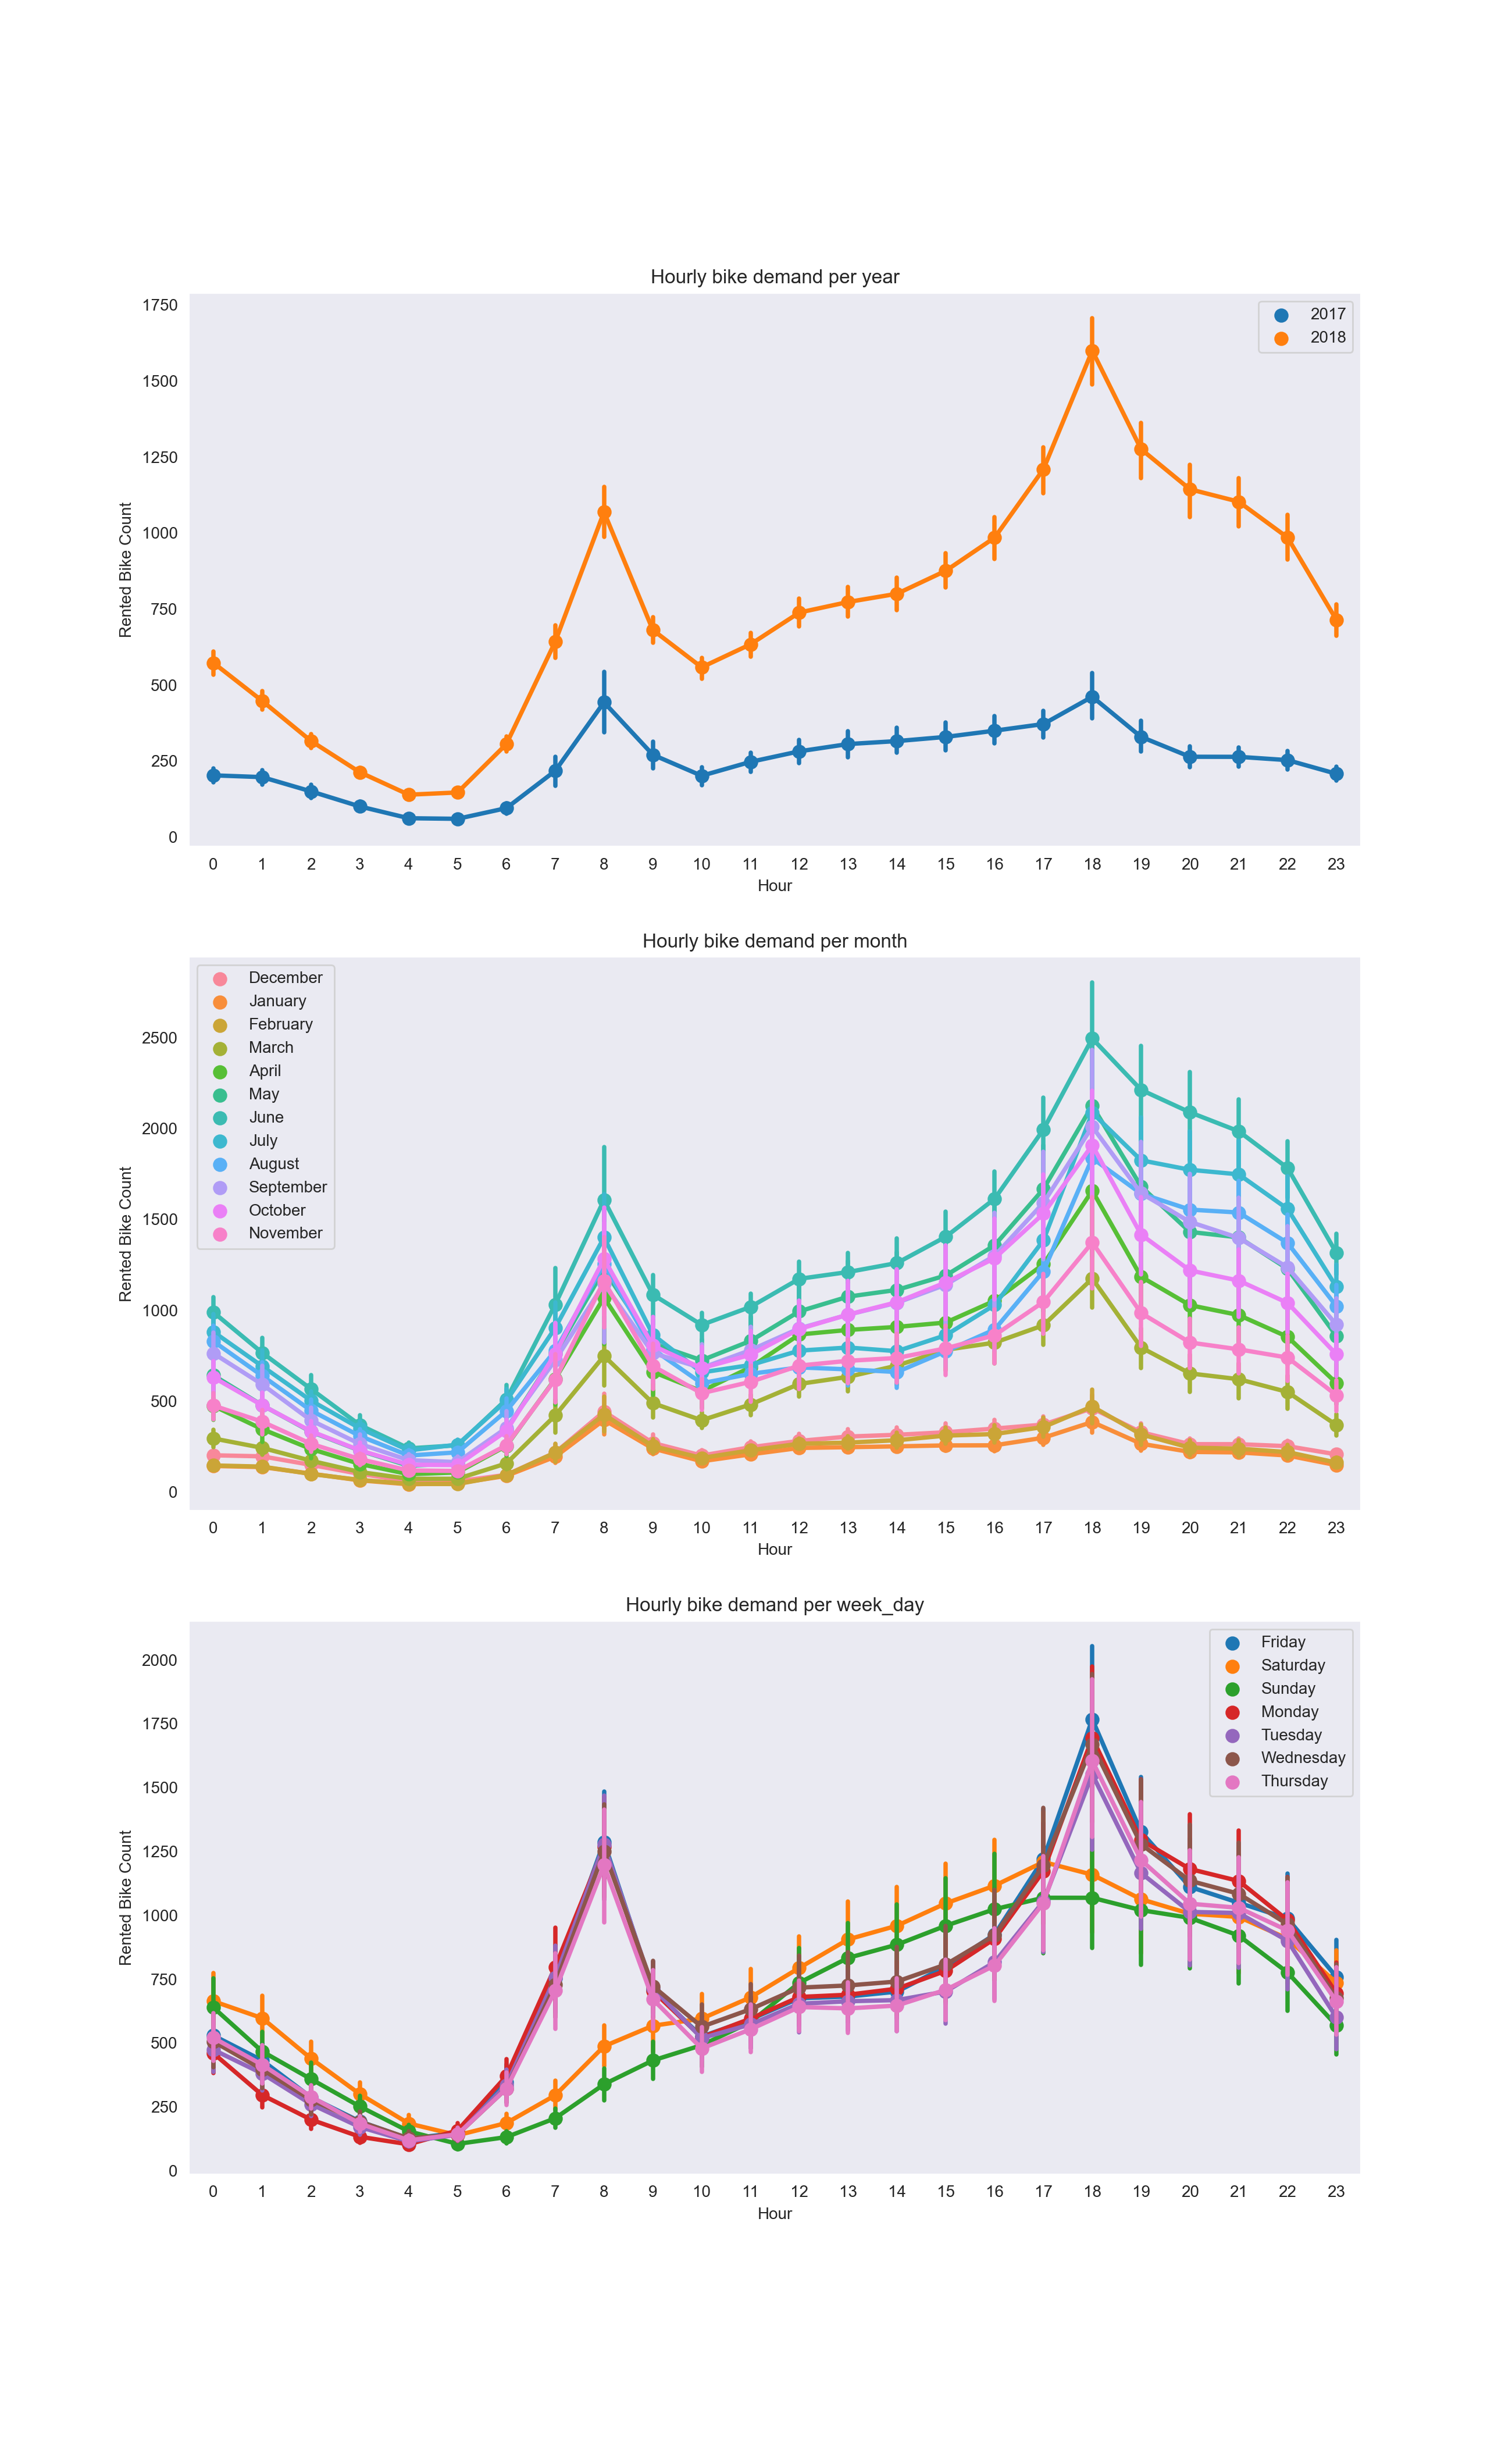 Hourly bike demand per year
1750
1500
1250
1000
750
500
250
0
Rented Bike Count
2017
2018
0 1 2 3 4 5 6 7 8 9 10 11 12 13 14 15 16 17 18 19 20 21 22 23
Hour
Hourly bike demand per month
2500
2000
1500
1000
500
0
Rented Bike Count
December
January
February
March
April
May
June
July
August
September
October
November
0 1 2 3 4 5 6 7 8 9 10 11 12 13 14 15 16 17 18 19 20 21 22 23
Hour
Hourly bike demand per week_day
2000
1750
1500
1250
1000
750
500
250
0
Rented Bike Count
Friday
Saturday
Sunday
Monday
Tuesday
Wednesday
Thursday
0 1 2 3 4 5 6 7 8 9 10 11 12 13 14 15 16 17 18 19 20 21 22 23
Hour